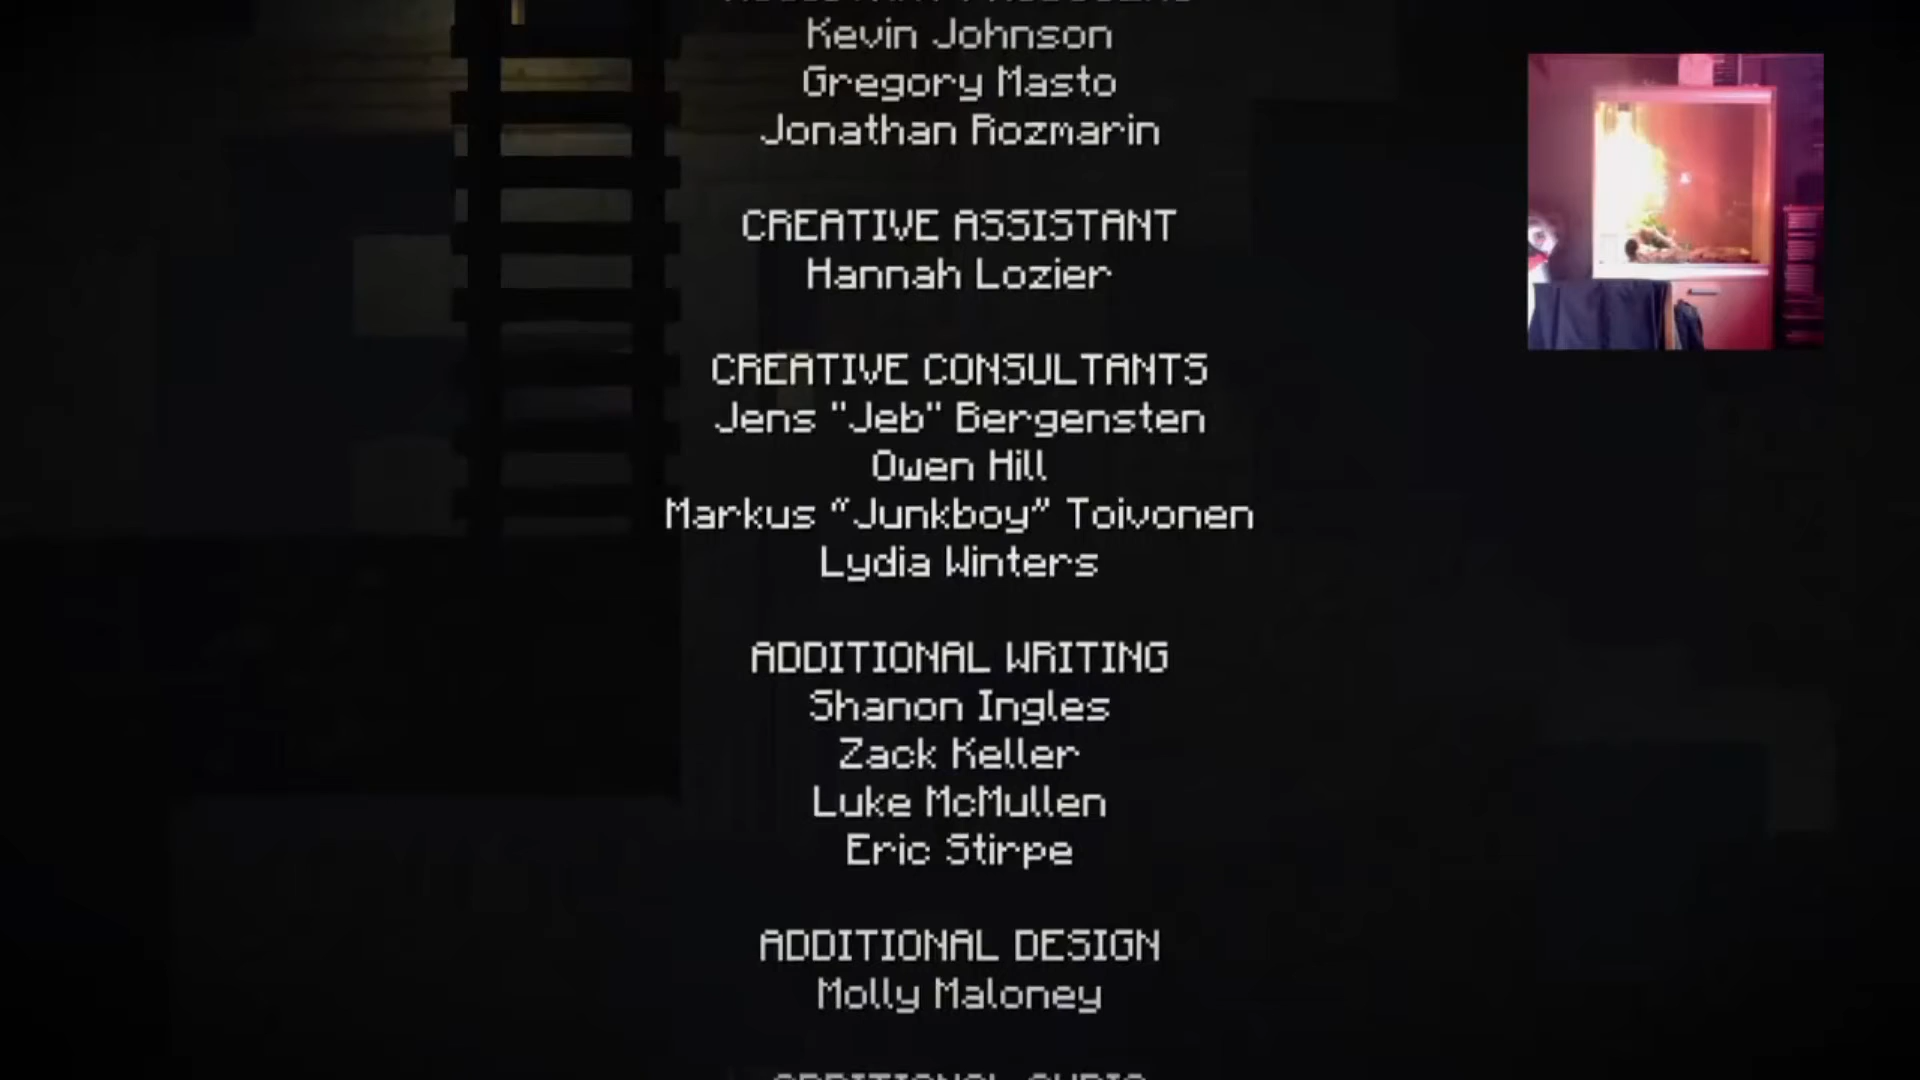 Kevin Johnson
Gregory Masto
Jonathan Rozmarin
CREATIVE ASSISTANT
Hannah Lozier
CREATIVE CONSULTANTS
Jens "Jeb" Bergensten
Owen Hill
Markus “Junkboy” Toivonen
Lydia Winters
ADDITIONAL WRITING
Shanon Ingles
Zack Keller
Luke McMullen
Eric Stirpe
ADDITIONAL DESIGN
Molly Maloney